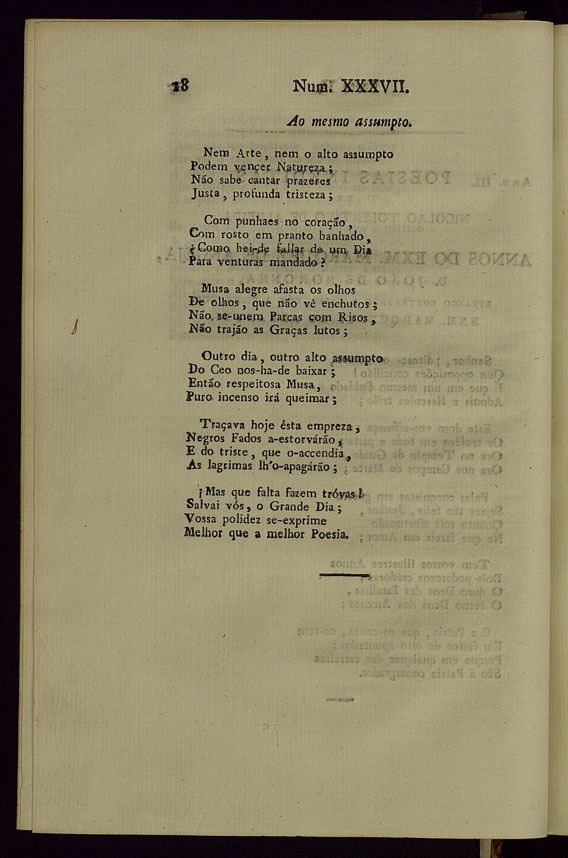 18 Num. XXXVII.
Ao mesmo assumpto.
Nem Arte, nem o alto assumpto
Podem vençer Natureza;
Não sabe cantar prazeres
Justa, profunda tristeza;
Com punhaes no coração,
Com rosto em pranto banhado,
¿Como hei-de fallar de um Dia
Para venturas mandado?
Musa alegre afasta os olhos
De olhos, que não vê enchutos;
Não se-unem Parcas com Risos,
Não trajão as Graças lutos;
Outro dia, outro alto assumpto
Do Ceo nos-ha-de baixar;
Então respeitosa Musa,
Puro incenso irá queimar;
Traçava hoje ésta empreza;
Negros Fados a-estorvárão;
E do triste, que o-accendia,
As lagrimas lh'o-apagárão;
¡Mas que falta fazem tróvas!
Salvai vós, o Grande Dia;
Vossa polidez se-exprime
Melhor que a melhor Poesia.